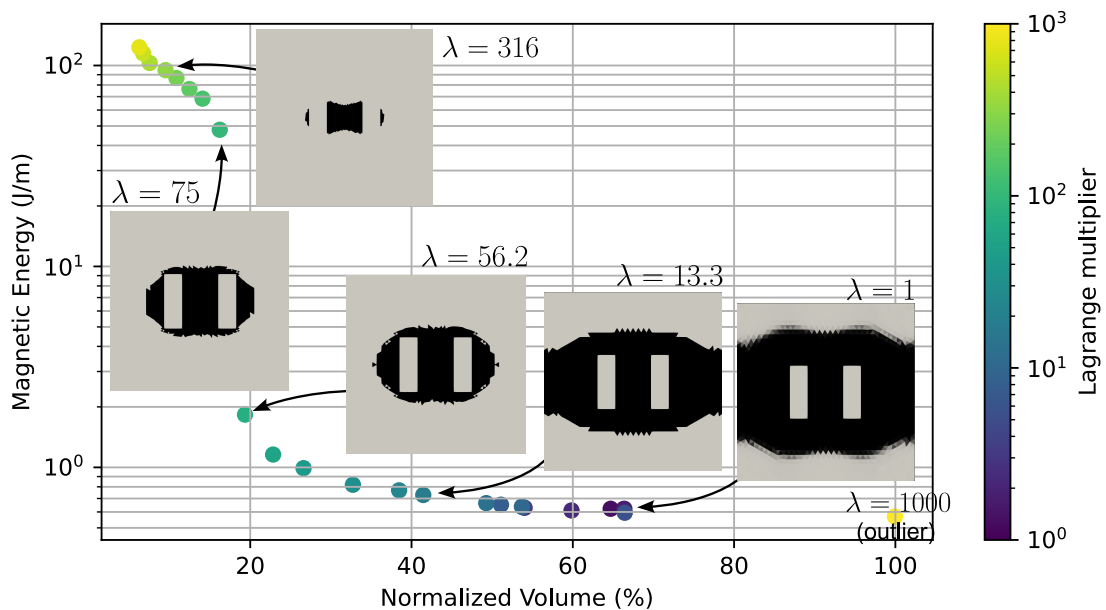 10²
10¹
10⁰
Magnetic Energy (J/m)
λ = 316
λ = 75
λ = 56.2
λ = 13.3
λ = 1
λ = 1000
(outlier)
20 40 60 80 100
Normalized Volume (%)
10³
10²
10¹
10⁰
Lagrange multiplier